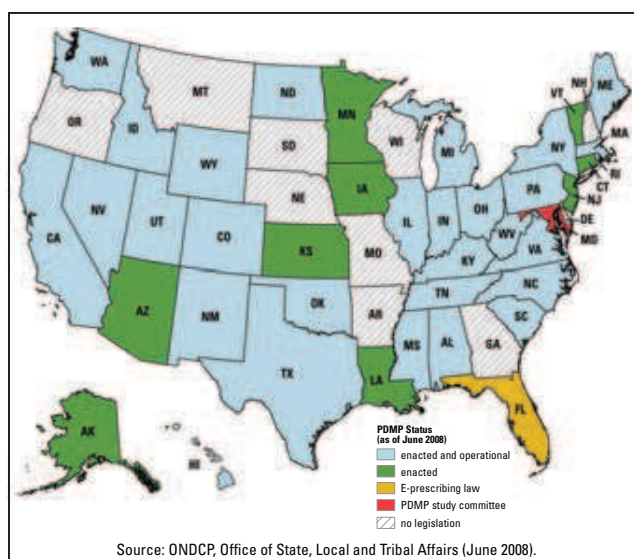 WA
MT
ND
MN
VT
NH
ME
OR
ID
SD
WI
MI
NY
MA
RI
CT
NJ
DE
MD
WY
NE
IA
PA
NV
UT
CO
IL
IN
OH
WV
VA
CA
KS
MO
KY
NC
AZ
NM
OK
AR
TN
SC
TX
LA
MS
AL
GA
FL
AK
PDMP Status
(as of June 2008)
enacted and operational
enacted
E-prescribing law
PDMP study committee
no legislation
Source: ONDCP, Office of State, Local and Tribal Affairs (June 2008).